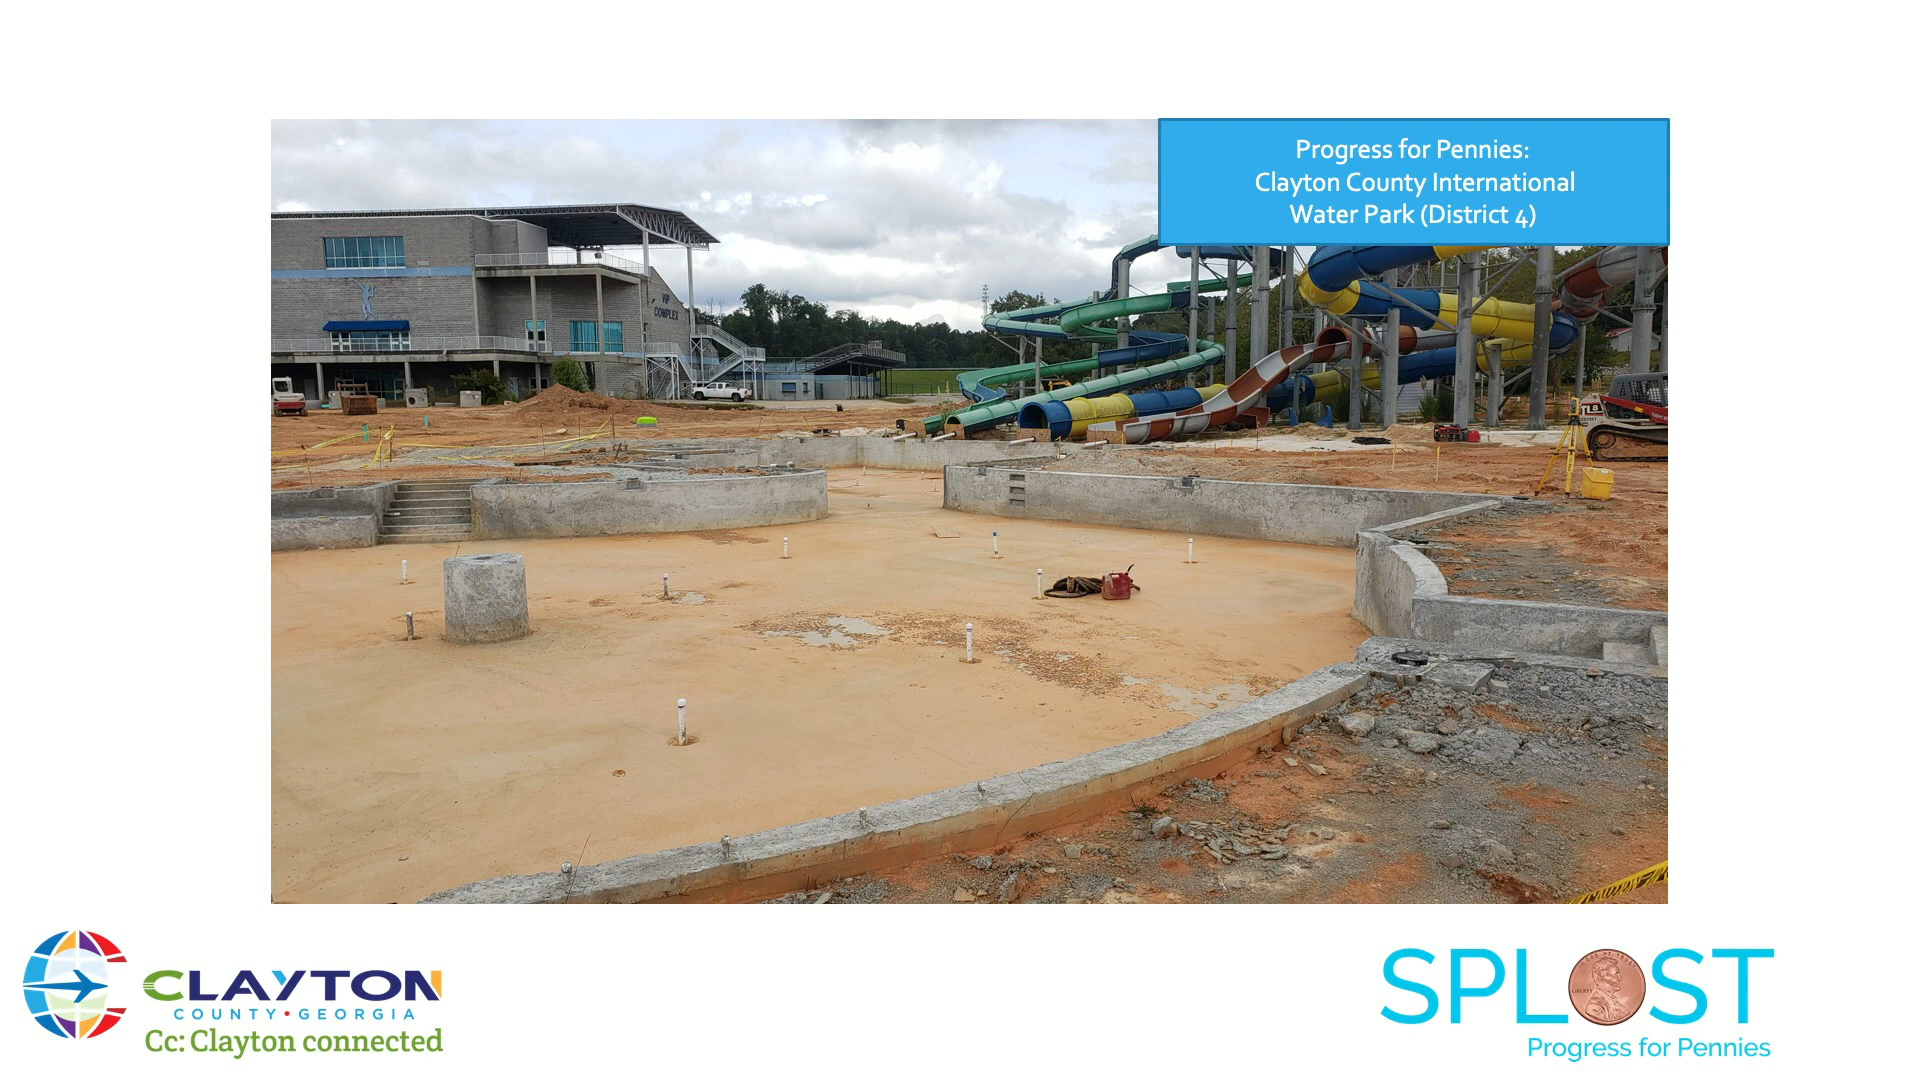 Progress for Pennies:
Clayton County International
Water Park (District 4)
VIP
COMPLEX
CLAYTON
COUNTY • GEORGIA
Cc: Clayton connected
SPLOST
Progress for Pennies
LIBERTY